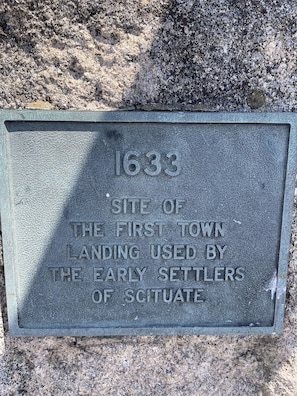 1633
SITE OF
THE FIRST TOWN
LANDING USED BY
THE EARLY SETTLERS
OF SCITUATE